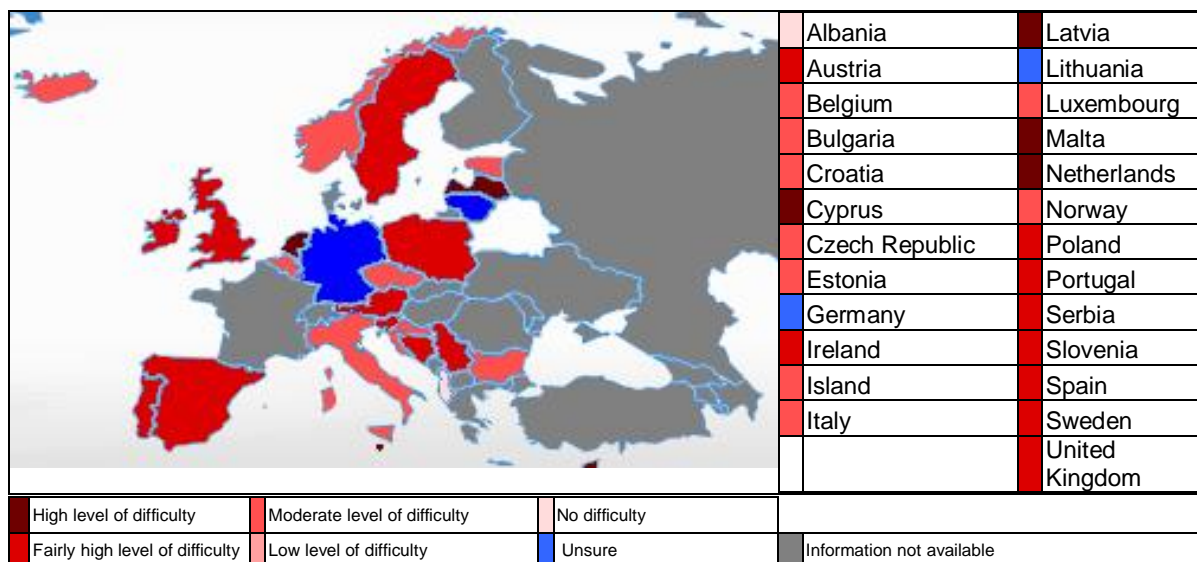 Albania Latvia
Austria Lithuania
Belgium Luxembourg
Bulgaria Malta
Croatia Netherlands
Cyprus Norway
Czech Republic Poland
Estonia Portugal
Germany Serbia
Ireland Slovenia
Island Spain
Italy Sweden
United
Kingdom
High level of difficulty Moderate level of difficulty No difficulty
Fairly high level of difficulty Low level of difficulty Unsure Information not available